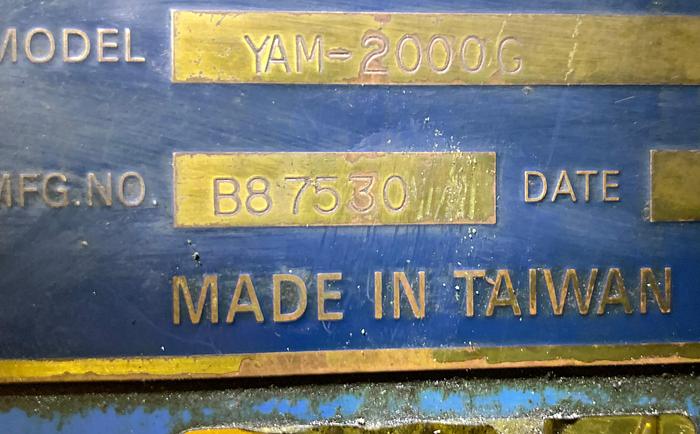 MODEL YAM-2000G
MFG.NO. B87530 DATE
MADE IN TAIWAN